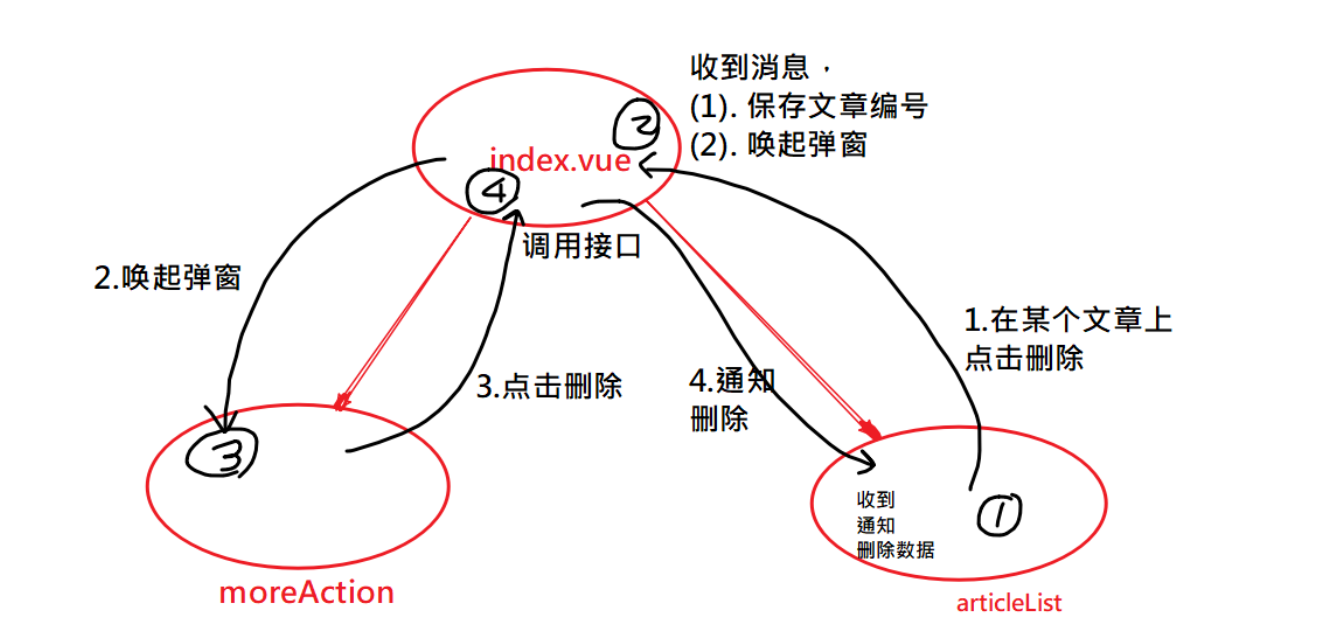 收到消息，
(1). 保存文章编号
(2). 唤起弹窗
②
index.vue
④
调用接口
2.唤起弹窗
1.在某个文章上
点击删除
3.点击删除
4.通知
删除
③
收到
通知
删除数据
①
moreAction
articleList